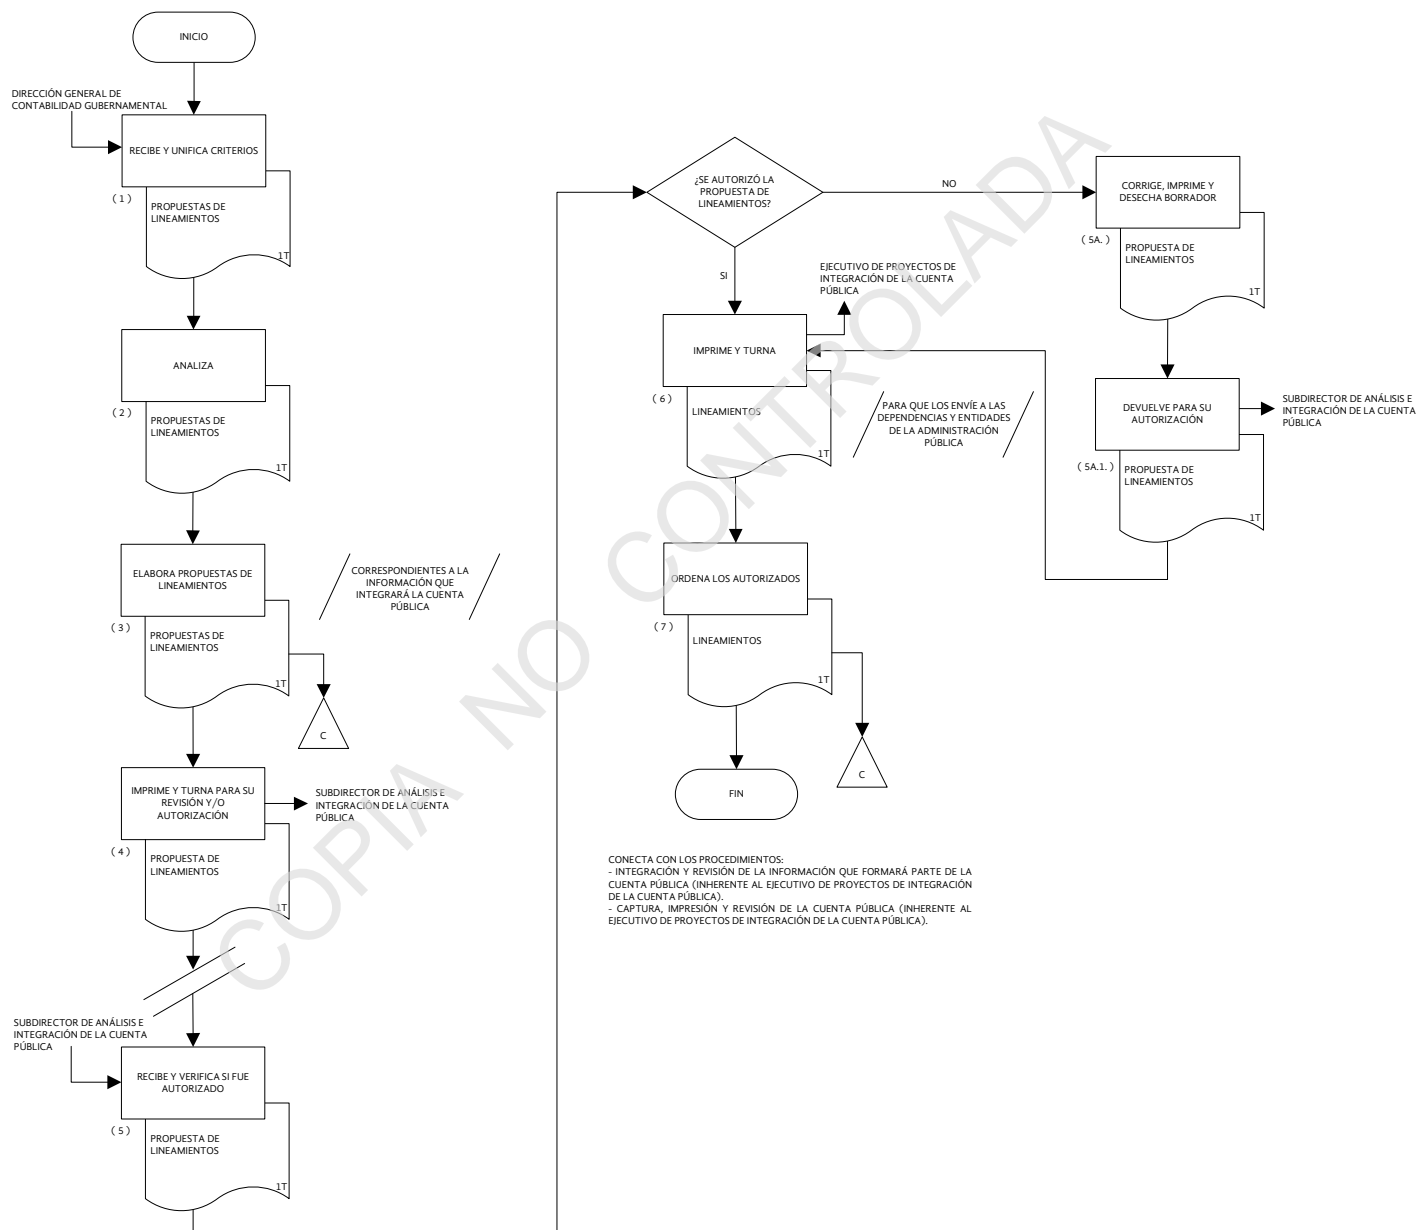 INICIO
DIRECCIÓN GENERAL DE
CONTABILIDAD GUBERNAMENTAL
RECIBE Y UNIFICA CRITERIOS
( 1 )
PROPUESTAS DE
LINEAMIENTOS
1T
ANALIZA
( 2 )
PROPUESTAS DE
LINEAMIENTOS
1T
ELABORA PROPUESTAS DE
LINEAMIENTOS
CORRESPONDIENTES A LA
INFORMACIÓN QUE
INTEGRARÁ LA CUENTA
PÚBLICA
( 3 )
PROPUESTAS DE
LINEAMIENTOS
1T
C
IMPRIME Y TURNA PARA SU
REVISIÓN Y/O
AUTORIZACIÓN
SUBDIRECTOR DE ANÁLISIS E
INTEGRACIÓN DE LA CUENTA
PÚBLICA
( 4 )
PROPUESTA DE
LINEAMIENTOS
1T
SUBDIRECTOR DE ANÁLISIS E
INTEGRACIÓN DE LA CUENTA
PÚBLICA
RECIBE Y VERIFICA SI FUE
AUTORIZADO
( 5 )
PROPUESTA DE
LINEAMIENTOS
1T
¿SE AUTORIZÓ LA
PROPUESTA DE
LINEAMIENTOS?
NO
SI
CORRIGE, IMPRIME Y
DESECHA BORRADOR
( 5A. )
PROPUESTA DE
LINEAMIENTOS
1T
DEVUELVE PARA SU
AUTORIZACIÓN
SUBDIRECTOR DE ANÁLISIS E
INTEGRACIÓN DE LA CUENTA
PÚBLICA
( 5A.1. )
PROPUESTA DE
LINEAMIENTOS
1T
EJECUTIVO DE PROYECTOS DE
INTEGRACIÓN DE LA CUENTA
PÚBLICA
IMPRIME Y TURNA
( 6 )
LINEAMIENTOS
1T
PARA QUE LOS ENVÍE A LAS
DEPENDENCIAS Y ENTIDADES
DE LA ADMINISTRACIÓN
PÚBLICA
ORDENA LOS AUTORIZADOS
( 7 )
LINEAMIENTOS
1T
C
FIN
CONECTA CON LOS PROCEDIMIENTOS:
- INTEGRACIÓN Y REVISIÓN DE LA INFORMACIÓN QUE FORMARÁ PARTE DE LA
CUENTA PÚBLICA (INHERENTE AL EJECUTIVO DE PROYECTOS DE INTEGRACIÓN
DE LA CUENTA PÚBLICA).
- CAPTURA, IMPRESIÓN Y REVISIÓN DE LA CUENTA PÚBLICA (INHERENTE AL
EJECUTIVO DE PROYECTOS DE INTEGRACIÓN DE LA CUENTA PÚBLICA).
COPIA NO CONTROLADA